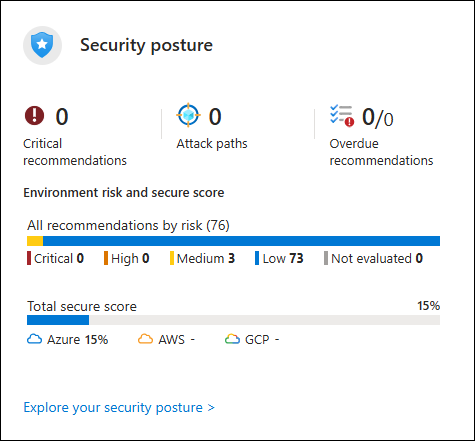 Security posture
0 0 0/0
Critical recommendations Attack paths Overdue recommendations
Environment risk and secure score
All recommendations by risk (76)
Critical 0 High 0 Medium 3 Low 73 Not evaluated 0
Total secure score 15%
Azure 15% AWS - GCP -
Explore your security posture >